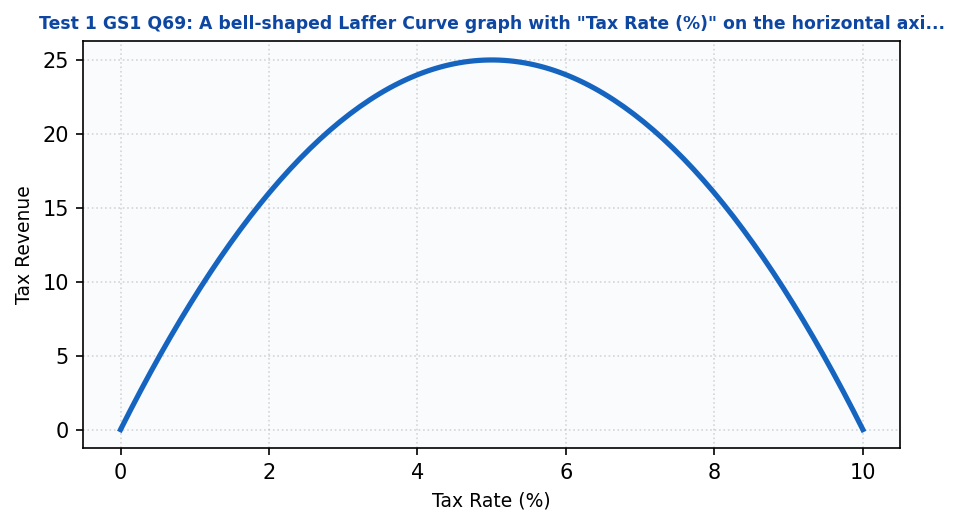 Test 1 GS1 Q69: A bell-shaped Laffer Curve graph with "Tax Rate (%)" on the horizontal axi...
25
20
15
10
5
0
Tax Revenue
0 2 4 6 8 10
Tax Rate (%)